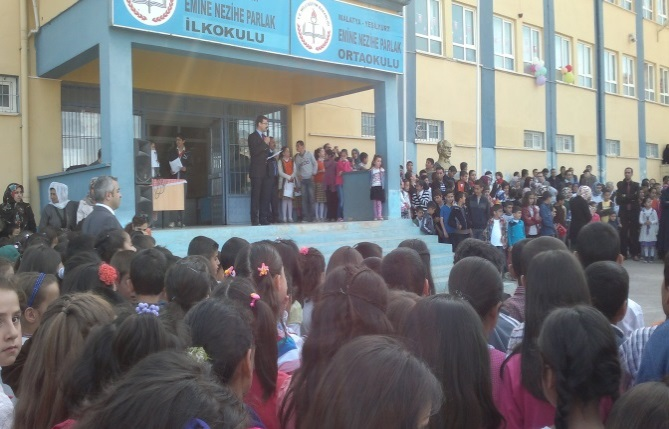 EMİNE NEZİHE PARLAK
İLKOKULU
MALATYA - YEŞİLYURT
EMİNE NEZİHE PARLAK
ORTAOKULU